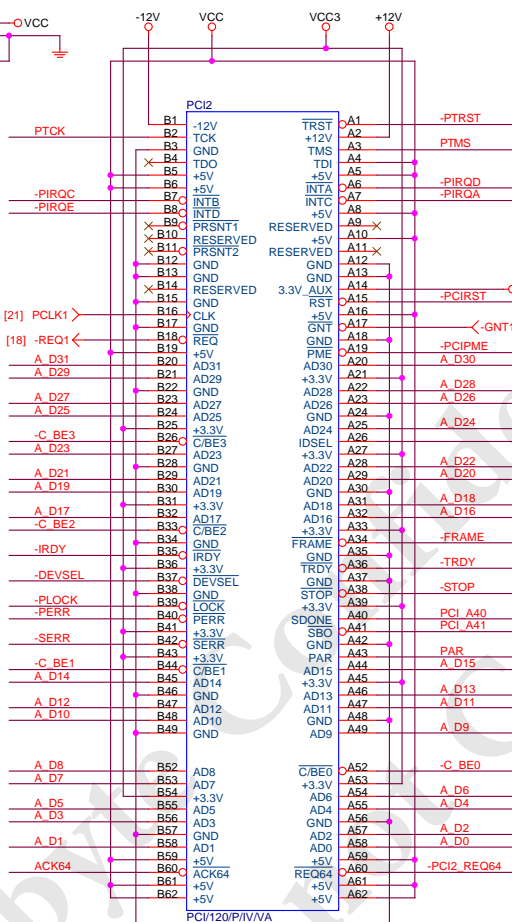 VCC -12V VCC VCC3 +12V
PCI2
B1 -12V TRST A1 -PTRST
PTCK B2 TCK +12V A2
B3 GND TMS A3 PTMS
B4 TDO TDI A4
B5 +5V +5V A5
B6 +5V INTA A6 -PIRQD
-PIRQC B7 INTB INTC A7 -PIRQA
-PIRQE B8 INTD +5V A8
B9 PRSNT1 RESERVED A9
B10 RESERVED +5V A10
B11 PRSNT2 RESERVED A11
B12 GND GND A12
B13 GND GND A13
B14 RESERVED 3.3V_AUX A14
B15 GND RST A15 -PCIRST
[21] PCLK1 B16 CLK +5V A16
B17 GND GNT A17 -GNT1
[18] -REQ1 B18 REQ GND A18
B19 +5V PME A19 -PCIPME
A_D31 B20 AD31 AD30 A20 A_D30
A_D29 B21 AD29 +3.3V A21
B22 GND AD28 A22 A_D28
A_D27 B23 AD27 AD26 A23 A_D26
A_D25 B24 AD25 GND A24
B25 +3.3V AD24 A25 A_D24
-C_BE3 B26 C/BE3 IDSEL A26
A_D23 B27 AD23 +3.3V A27
B28 GND AD22 A28 A_D22
A_D21 B29 AD21 AD20 A29 A_D20
A_D19 B30 AD19 GND A30
B31 +3.3V AD18 A31 A_D18
A_D17 B32 AD17 AD16 A32 A_D16
-C_BE2 B33 C/BE2 +3.3V A33
B34 GND FRAME A34 -FRAME
-IRDY B35 IRDY GND A35
B36 +3.3V TRDY A36 -TRDY
-DEVSEL B37 DEVSEL GND A37
B38 GND STOP A38 -STOP
-PLOCK B39 LOCK +3.3V A39
-PERR B40 PERR SDONE A40 PCI_A40
B41 +3.3V SBO A41 PCI_A41
-SERR B42 SERR GND A42
B43 +3.3V PAR A43 PAR
-C_BE1 B44 C/BE1 AD15 A44 A_D15
A_D14 B45 AD14 +3.3V A45
B46 GND AD13 A46 A_D13
A_D12 B47 AD12 AD11 A47 A_D11
A_D10 B48 AD10 GND A48
B49 GND AD9 A49 A_D9
A_D8 B52 AD8 C/BE0 A52 -C_BE0
A_D7 B53 AD7 +3.3V A53
B54 +3.3V AD6 A54 A_D6
A_D5 B55 AD5 AD4 A55 A_D4
A_D3 B56 AD3 GND A56
B57 GND AD2 A57 A_D2
A_D1 B58 AD1 AD0 A58 A_D0
B59 +5V +5V A59
ACK64 B60 ACK64 REQ64 A60 -PCI2_REQ64
B61 +5V +5V A61
B62 +5V +5V A62
PCI/120/P/IV/VA